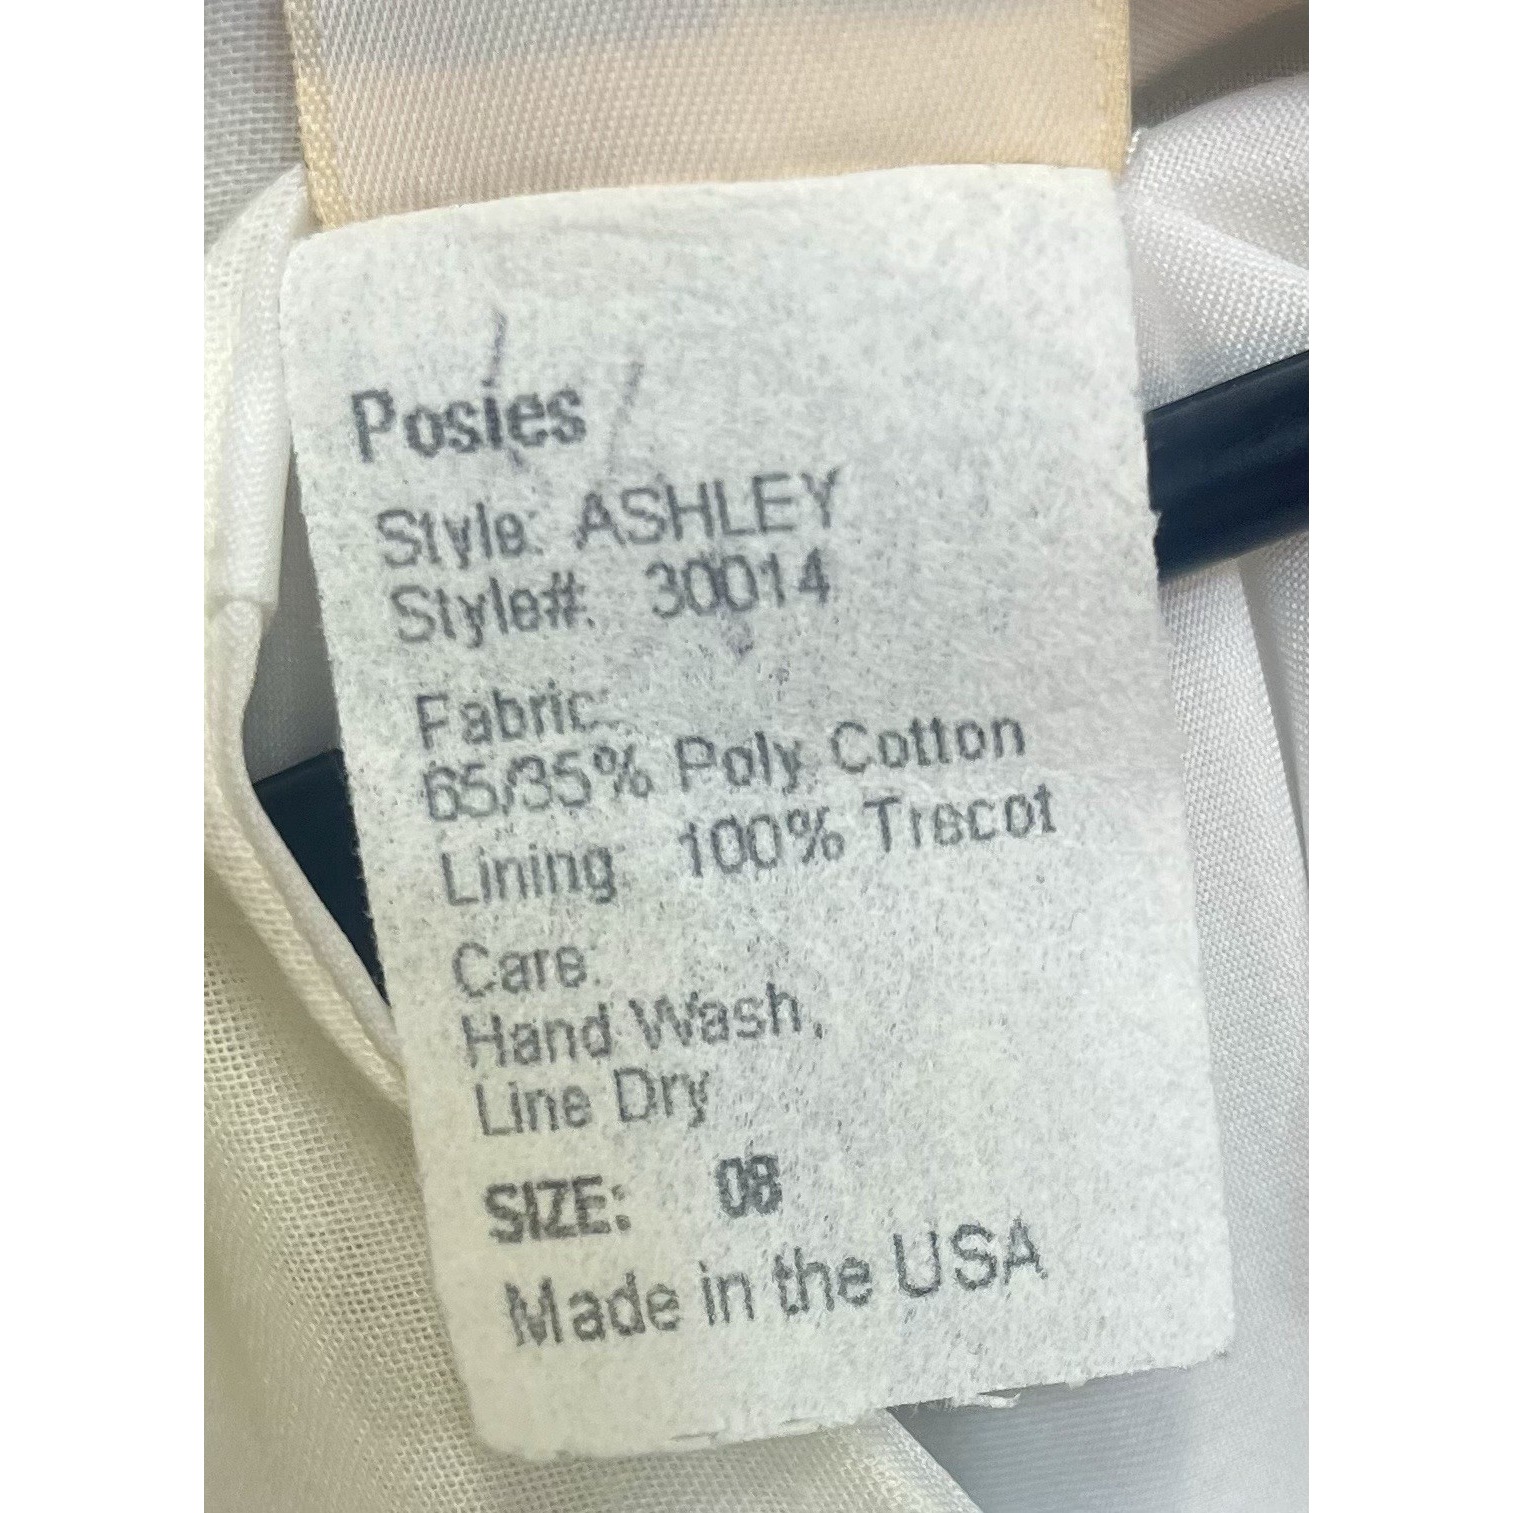 Posies
Style: ASHLEY
Style#: 30014
Fabric:
65/35% Poly Cotton
Lining: 100% Trecot
Care:
Hand Wash,
Line Dry
SIZE: 08
Made in the USA